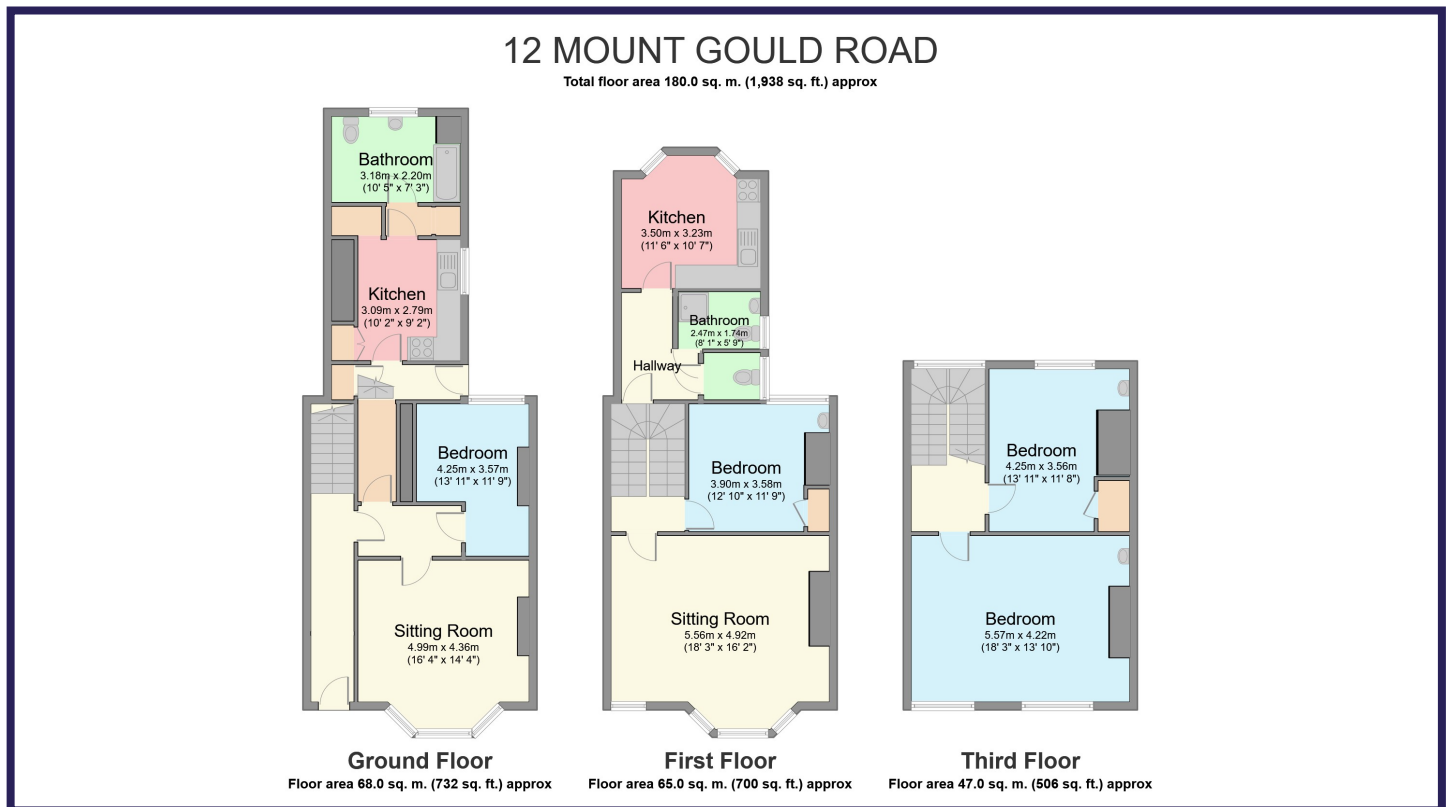 12 MOUNT GOULD ROAD
Total floor area 180.0 sq. m. (1,938 sq. ft.) approx
Bathroom
3.18m x 2.20m
(10' 5" x 7' 3")
Kitchen
3.09m x 2.79m
(10' 2" x 9' 2")
Bedroom
4.25m x 3.57m
(13' 11" x 11' 9")
Sitting Room
4.99m x 4.36m
(16' 4" x 14' 4")
Ground Floor
Floor area 68.0 sq. m. (732 sq. ft.) approx
Kitchen
3.50m x 3.23m
(11' 6" x 10' 7")
Bathroom
2.47m x 1.74m
(8' 1" x 5' 9")
Hallway
Bedroom
3.90m x 3.58m
(12' 10" x 11' 9")
Sitting Room
5.56m x 4.92m
(18' 3" x 16' 2")
First Floor
Floor area 65.0 sq. m. (700 sq. ft.) approx
Bedroom
4.25m x 3.56m
(13' 11" x 11' 8")
Bedroom
5.57m x 4.22m
(18' 3" x 13' 10")
Third Floor
Floor area 47.0 sq. m. (506 sq. ft.) approx